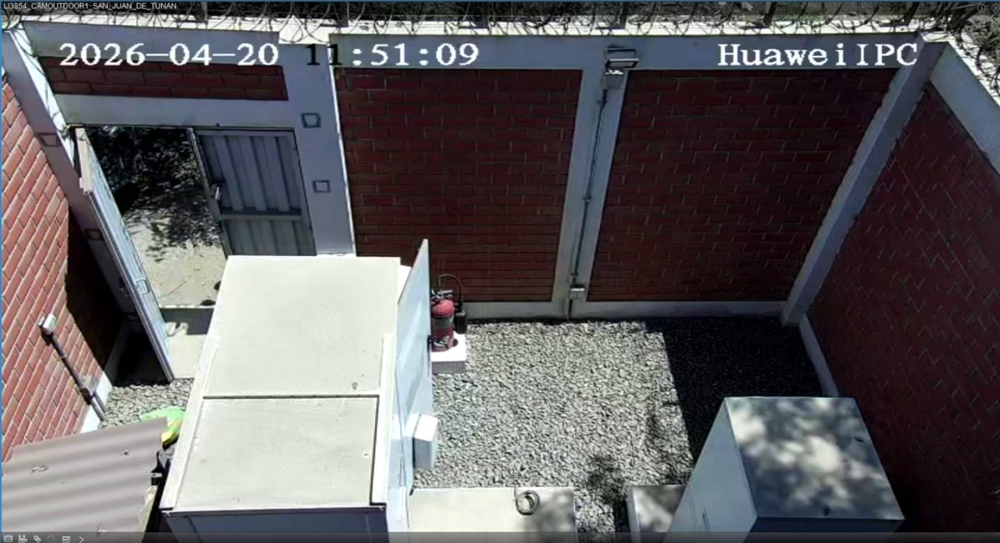 LI3854_CAMOUTDOOR1_SAN_JUAN_DE_TUNAN
2026-04-20 11:51:09
HuaweiIPC